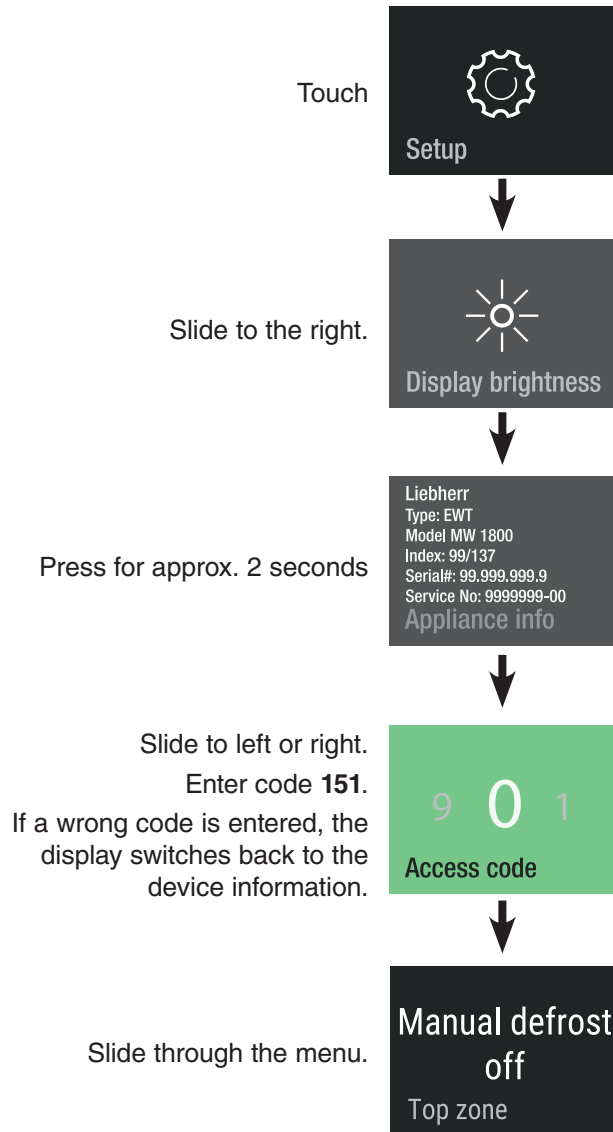 Touch
Setup
Slide to the right.
Display brightness
Press for approx. 2 seconds
Liebherr
Type: EWT
Model MW 1800
Index: 99/137
Serial#: 99.999.999.9
Service No: 9999999-00
Appliance info
Slide to left or right.
Enter code 151.
If a wrong code is entered, the
display switches back to the
device information.
9 0 1
Access code
Slide through the menu.
Manual defrost
off
Top zone